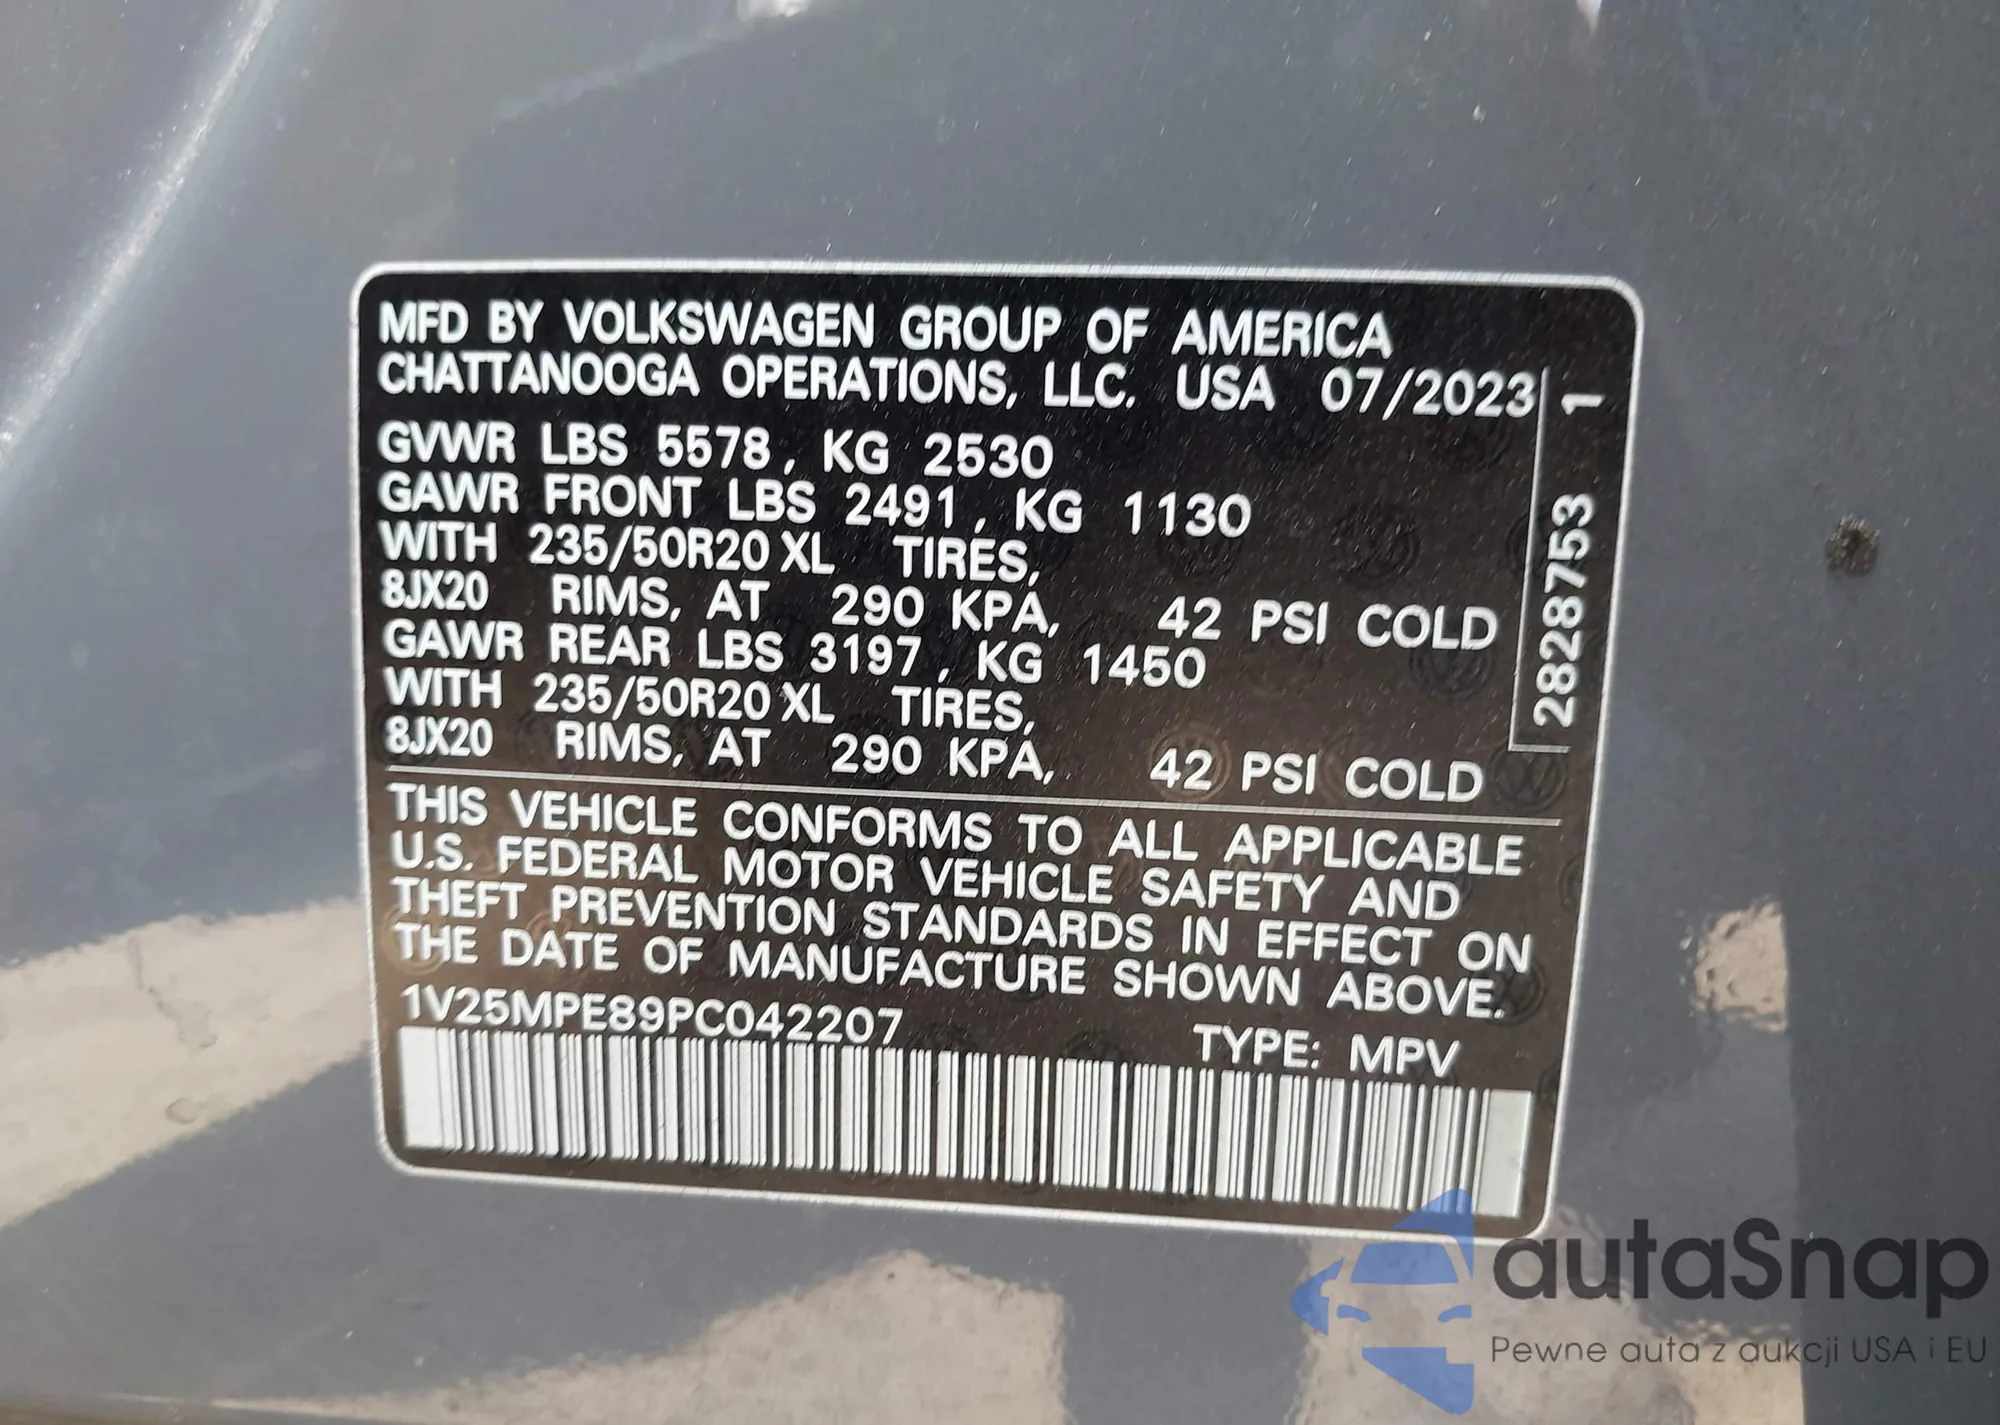 MFD BY VOLKSWAGEN GROUP OF AMERICA
CHATTANOOGA OPERATIONS, LLC. USA 07/2023
GVWR LBS 5578, KG 2530
GAWR FRONT LBS 2491, KG 1130
WITH 235/50R20 XL TIRES,
8JX20 RIMS, AT 290 KPA, 42 PSI COLD
GAWR REAR LBS 3197, KG 1450
WITH 235/50R20 XL TIRES,
8JX20 RIMS, AT 290 KPA, 42 PSI COLD
THIS VEHICLE CONFORMS TO ALL APPLICABLE
U.S. FEDERAL MOTOR VEHICLE SAFETY AND
THEFT PREVENTION STANDARDS IN EFFECT ON
THE DATE OF MANUFACTURE SHOWN ABOVE.
1V25MPE89PC042207
TYPE: MPV
2828753 1
autaSnap
Pewne auta z aukcji USA i EU